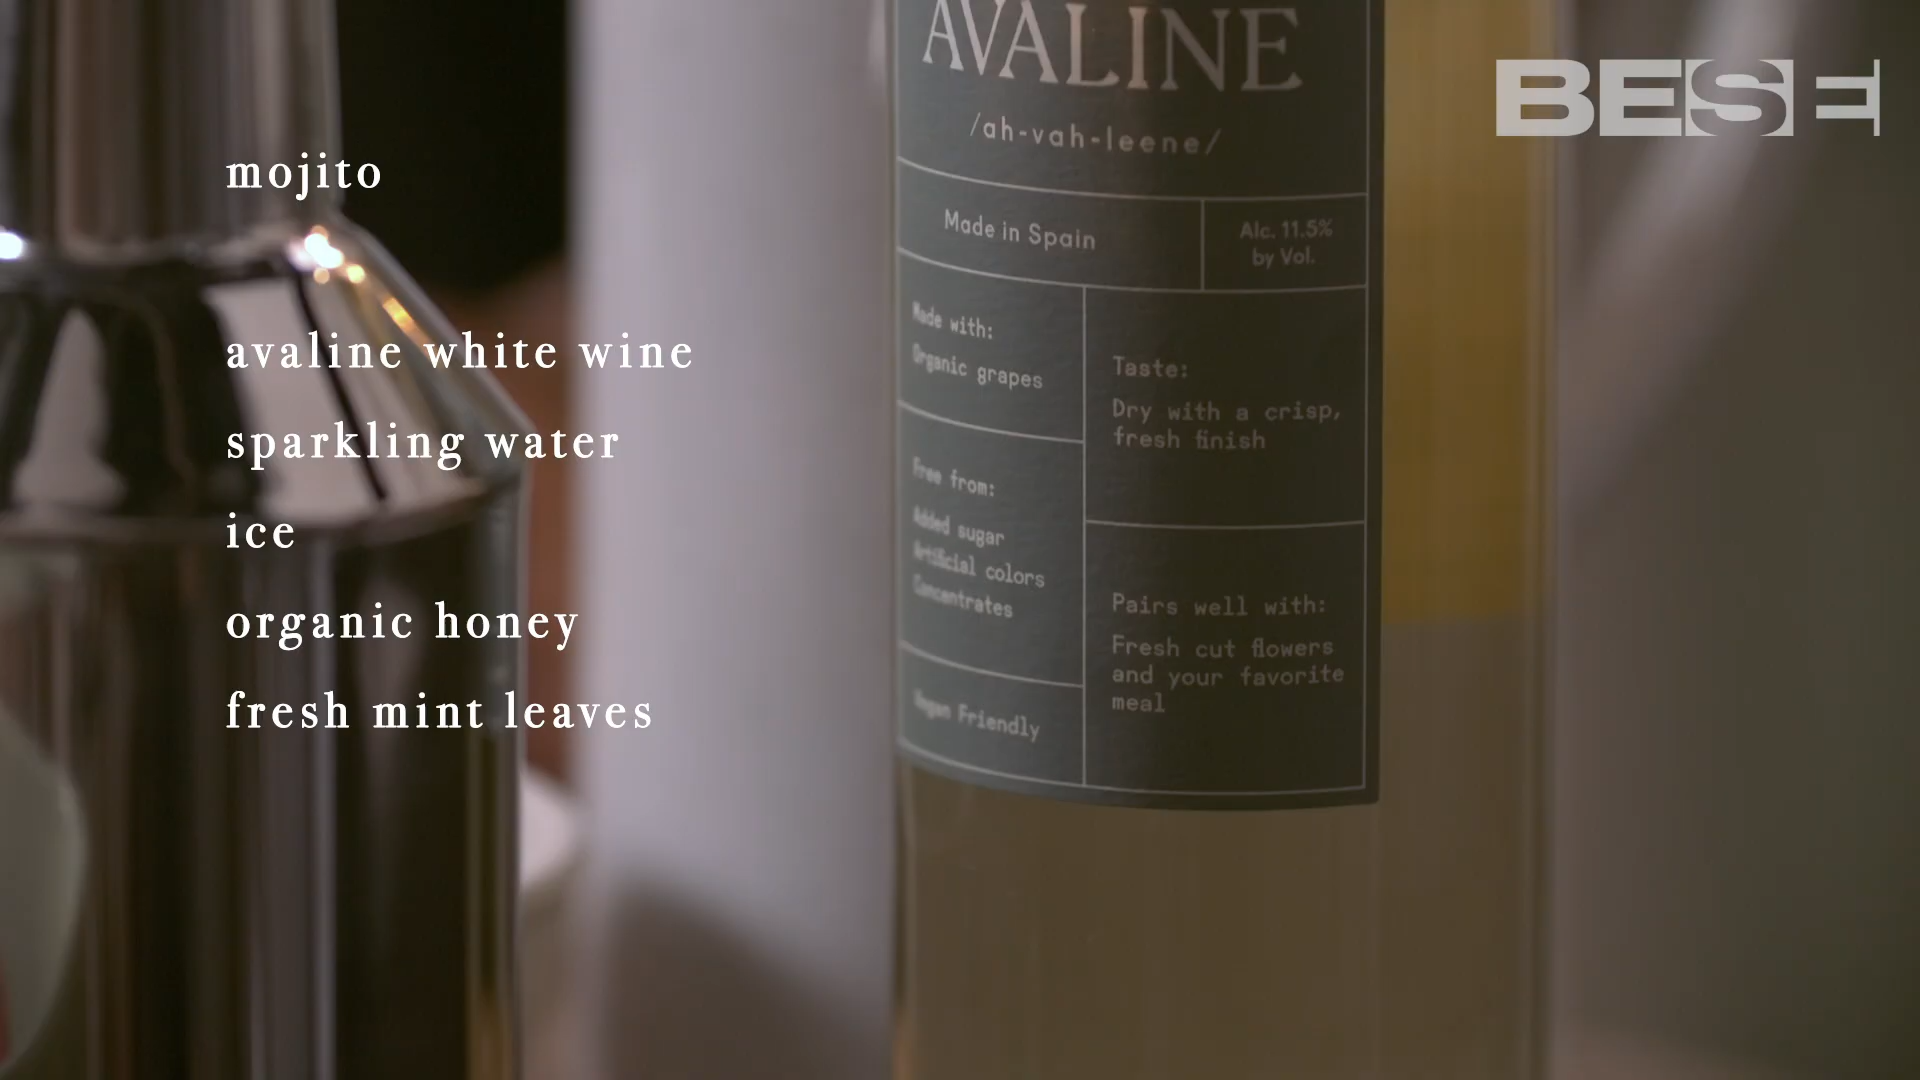 mojito
avaline white wine
sparkling water
ice
organic honey
fresh mint leaves
AVALINE
/ah-vah-leene/
Made in Spain
Alc. 11.5%
by Vol.
Made with:
Organic grapes
Free from:
Added sugar
Artificial colors
Concentrates
Vegan Friendly
Taste:
Dry with a crisp,
fresh finish
Pairs well with:
Fresh cut flowers
and your favorite
meal
BESE